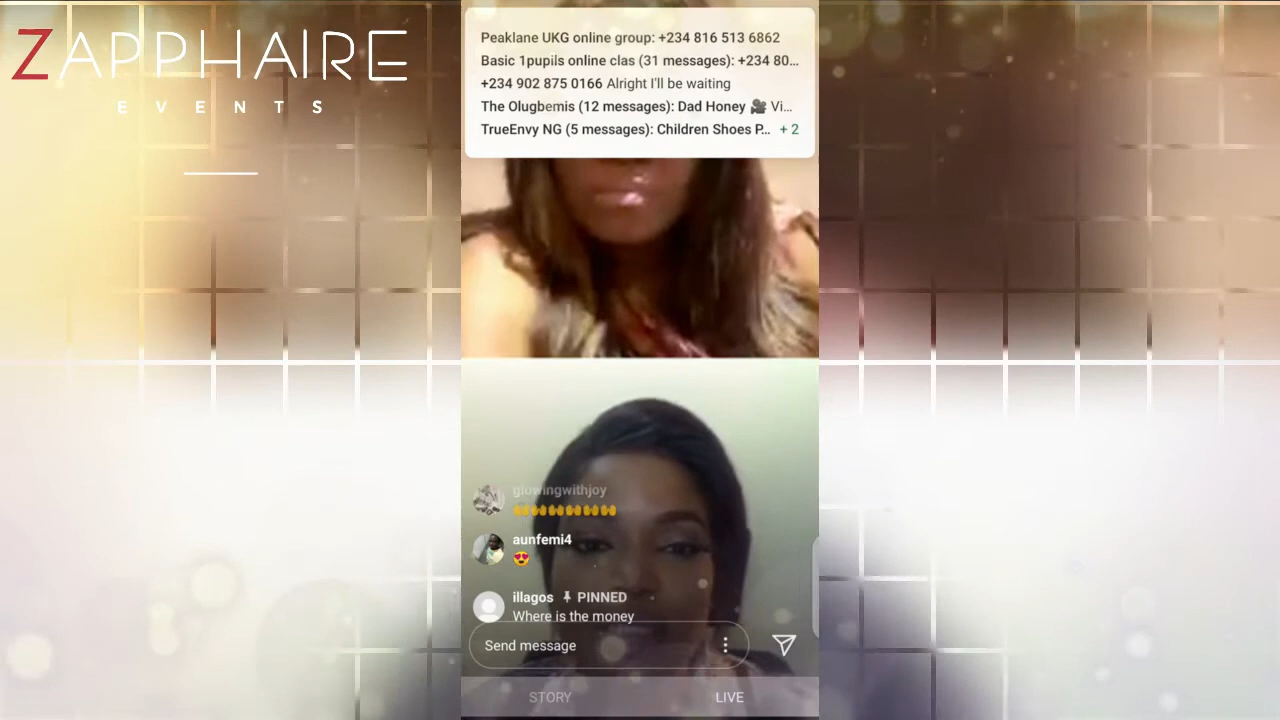 ZAPPHAIRE
EVENTS
Peaklane UKG online group: +234 816 513 6862
Basic 1pupils online clas (31 messages): +234 80...
+234 902 875 0166 Alright I'll be waiting
The Olugbemis (12 messages): Dad Honey 🎥 Vi...
TrueEnvy NG (5 messages): Children Shoes P... + 2
glowingwithjoy
🙌🙌🙌🙌🙌🙌
aunfemi4
😍
illagos PINNED
Where is the money
Send message
STORY LIVE